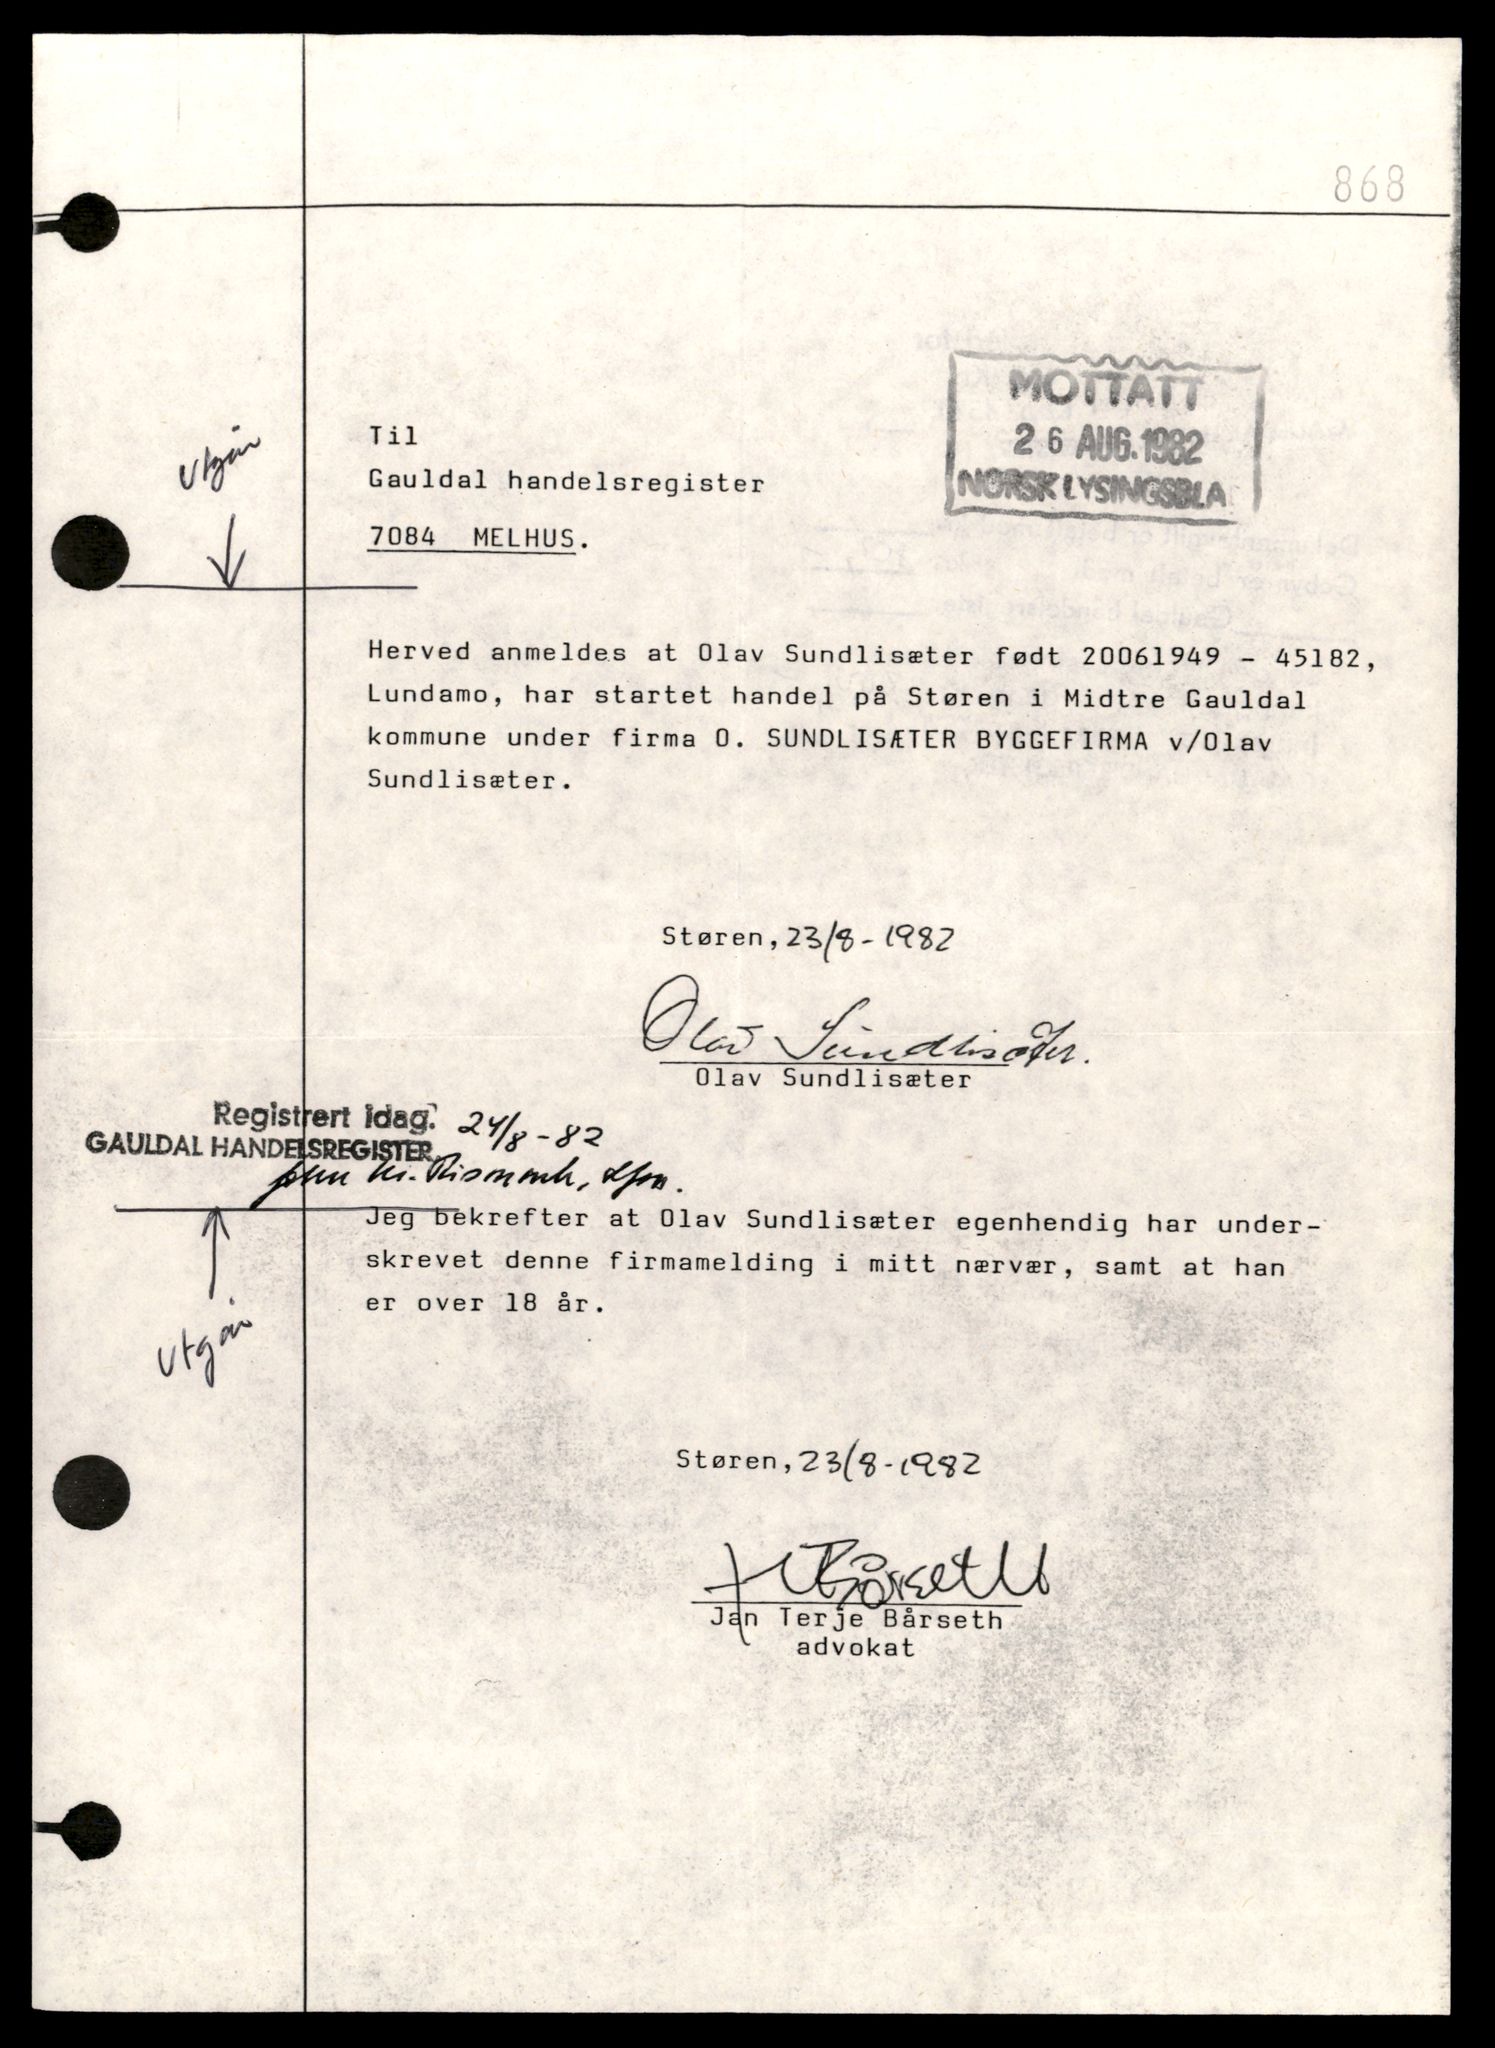 868
MOTTATT
26 AUG. 1982
NORSK LYSINGSBLA
utgår
Til
Gauldal handelsregister
7084 MELHUS.
Herved anmeldes at Olav Sundlisæter født 20061949 - 45182,
Lundamo, har startet handel på Støren i Midtre Gauldal
kommune under firma O. SUNDLISÆTER BYGGEFIRMA v/Olav
Sundlisæter.
Støren, 23/8-1982
Olav Sundlisæter.
Olav Sundlisæter
Registrert idag. 24/8-82
GAULDAL HANDELSREGISTER
Jeg bekrefter at Olav Sundlisæter egenhendig har under-
skrevet denne firmamelding i mitt nærvær, samt at han
er over 18 år.
utgår
Støren, 23/8-1982
Bårseth
Jan Terje Bårseth
advokat